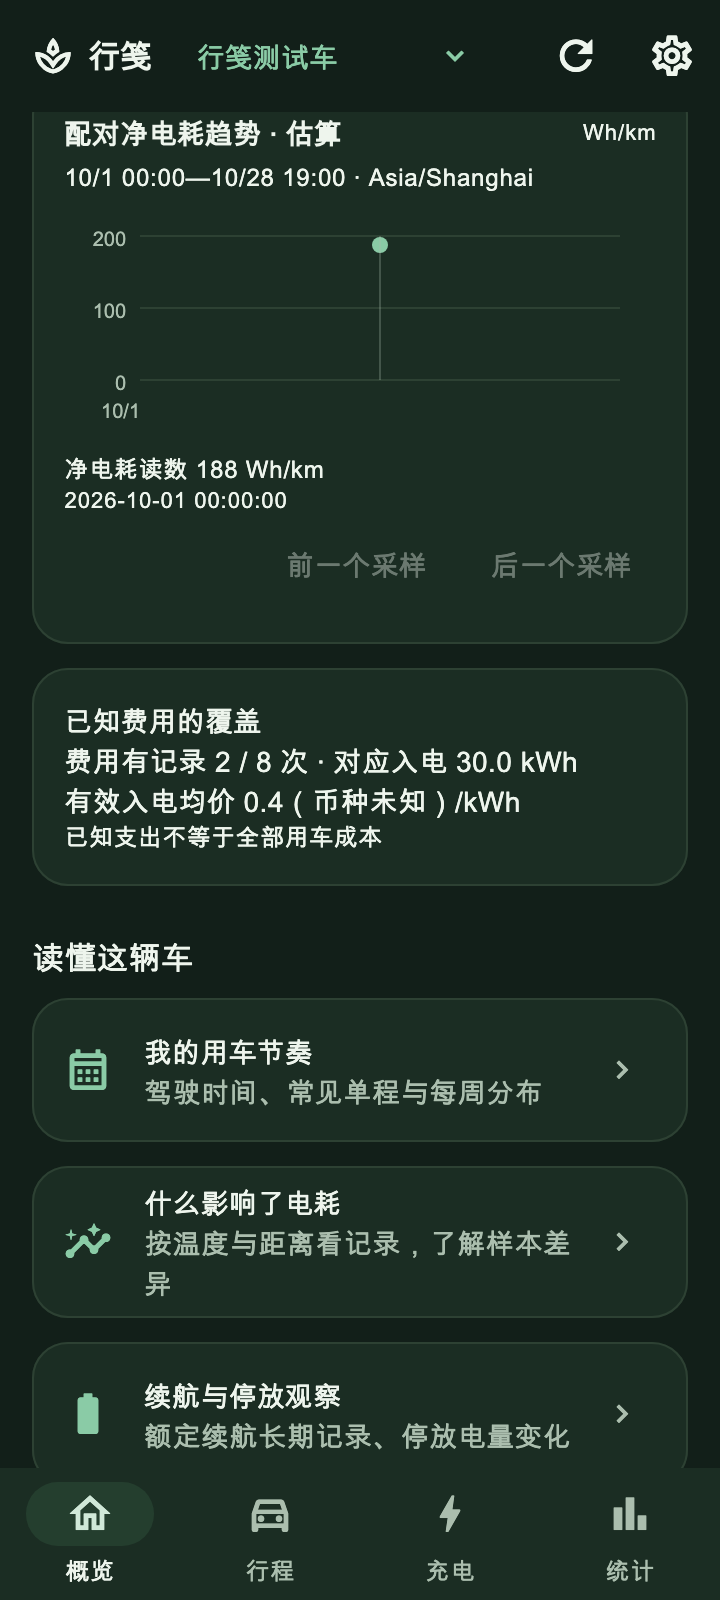 行笺 行笺测试车
配对净电耗趋势 · 估算 Wh/km
10/1 00:00—10/28 19:00 · Asia/Shanghai
200
100
0
10/1
净电耗读数 188 Wh/km
2026-10-01 00:00:00
前一个采样 后一个采样
已知费用的覆盖
费用有记录 2 / 8 次 · 对应入电 30.0 kWh
有效入电均价 0.4 ( 币种未知 ) /kWh
已知支出不等于全部用车成本
读懂这辆车
我的用车节奏
驾驶时间、常见单程与每周分布
什么影响了电耗
按温度与距离看记录，了解样本差
异
续航与停放观察
额定续航长期记录、停放电量变化
概览 行程 充电 统计